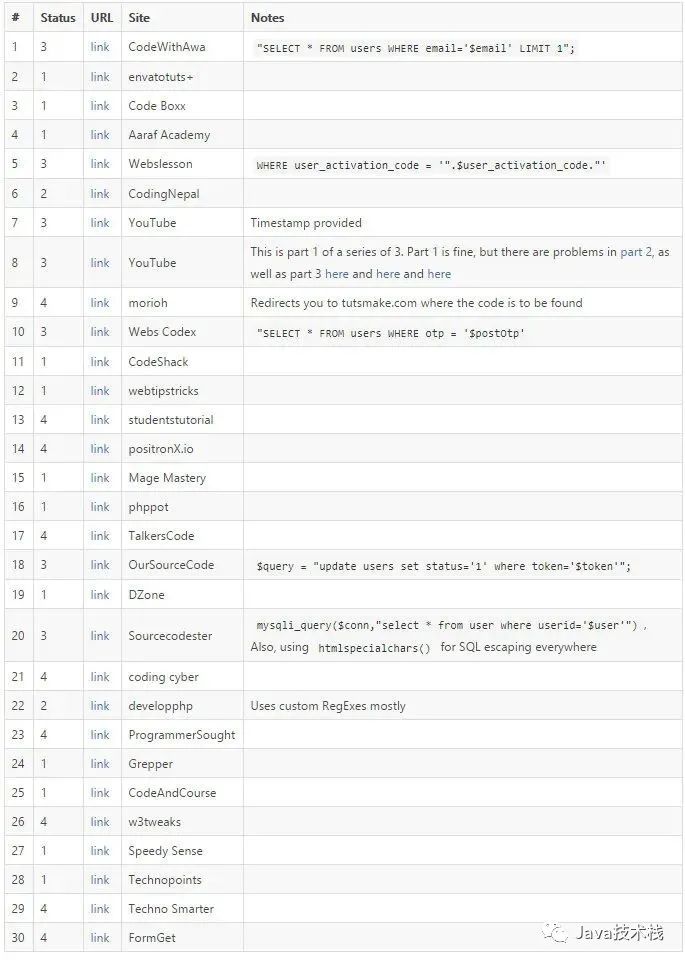 # Status URL Site Notes
1 3 link CodeWithAwa "SELECT * FROM users WHERE email='$email' LIMIT 1";
2 1 link envatotuts+
3 1 link Code Boxx
4 1 link Aaraf Academy
5 3 link Webslesson WHERE user_activation_code = '".$user_activation_code."'
6 2 link CodingNepal
7 3 link YouTube Timestamp provided
8 3 link YouTube This is part 1 of a series of 3. Part 1 is fine, but there are problems in part 2, as
well as part 3 here and here and here
9 4 link morioh Redirects you to tutsmake.com where the code is to be found
10 3 link Webs Codex "SELECT * FROM users WHERE otp = '$postOtp'
11 1 link CodeShack
12 1 link webtipstricks
13 4 link studentstutorial
14 4 link positronX.io
15 1 link Mage Mastery
16 1 link phppot
17 4 link TalkersCode
18 3 link OurSourceCode $query = "update users set status='1' where token='$token'";
19 1 link DZone
20 3 link Sourcecodester mysqli_query($conn,"select * from user where userid='$user'") ,
Also, using htmlspecialchars() for SQL escaping everywhere
21 4 link coding cyber
22 2 link developphp Uses custom RegExes mostly
23 4 link ProgrammerSought
24 1 link Grepper
25 1 link CodeAndCourse
26 4 link w3tweaks
27 1 link Speedy Sense
28 1 link Technopoints
29 4 link Techno Smarter
30 4 link FormGet
Java技术栈